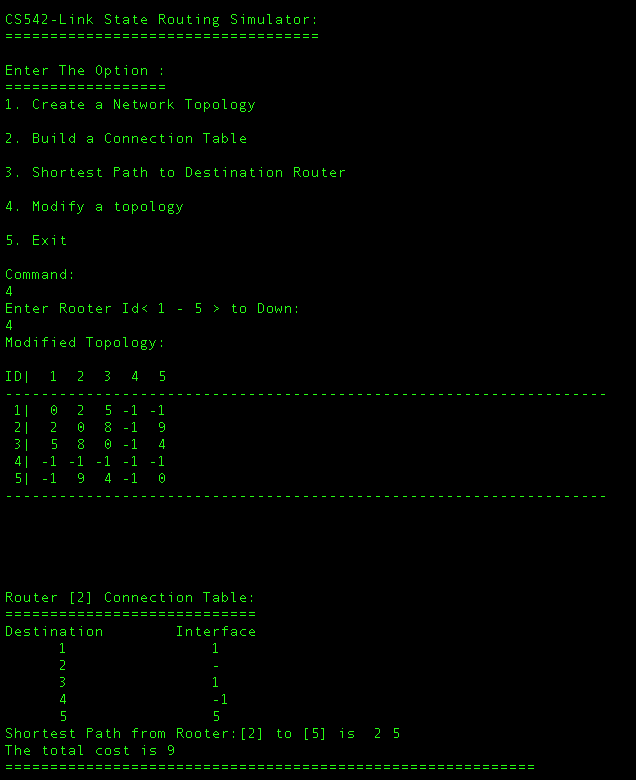 CS542-Link State Routing Simulator:
===================================
Enter The Option :
==================
1. Create a Network Topology
2. Build a Connection Table
3. Shortest Path to Destination Router
4. Modify a topology
5. Exit
Command:
4
Enter Rooter Id< 1 - 5 > to Down:
4
Modified Topology:
ID|  1  2  3  4  5
-------------------------------------------------------------------
 1|  0  2  5 -1 -1
 2|  2  0  8 -1  9
 3|  5  8  0 -1  4
 4| -1 -1 -1 -1 -1
 5| -1  9  4 -1  0
-------------------------------------------------------------------
Router [2] Connection Table:
============================
Destination        Interface
      1                1
      2                -
      3                1
      4                -1
      5                5
Shortest Path from Rooter:[2] to [5] is  2 5
The total cost is 9
===========================================================